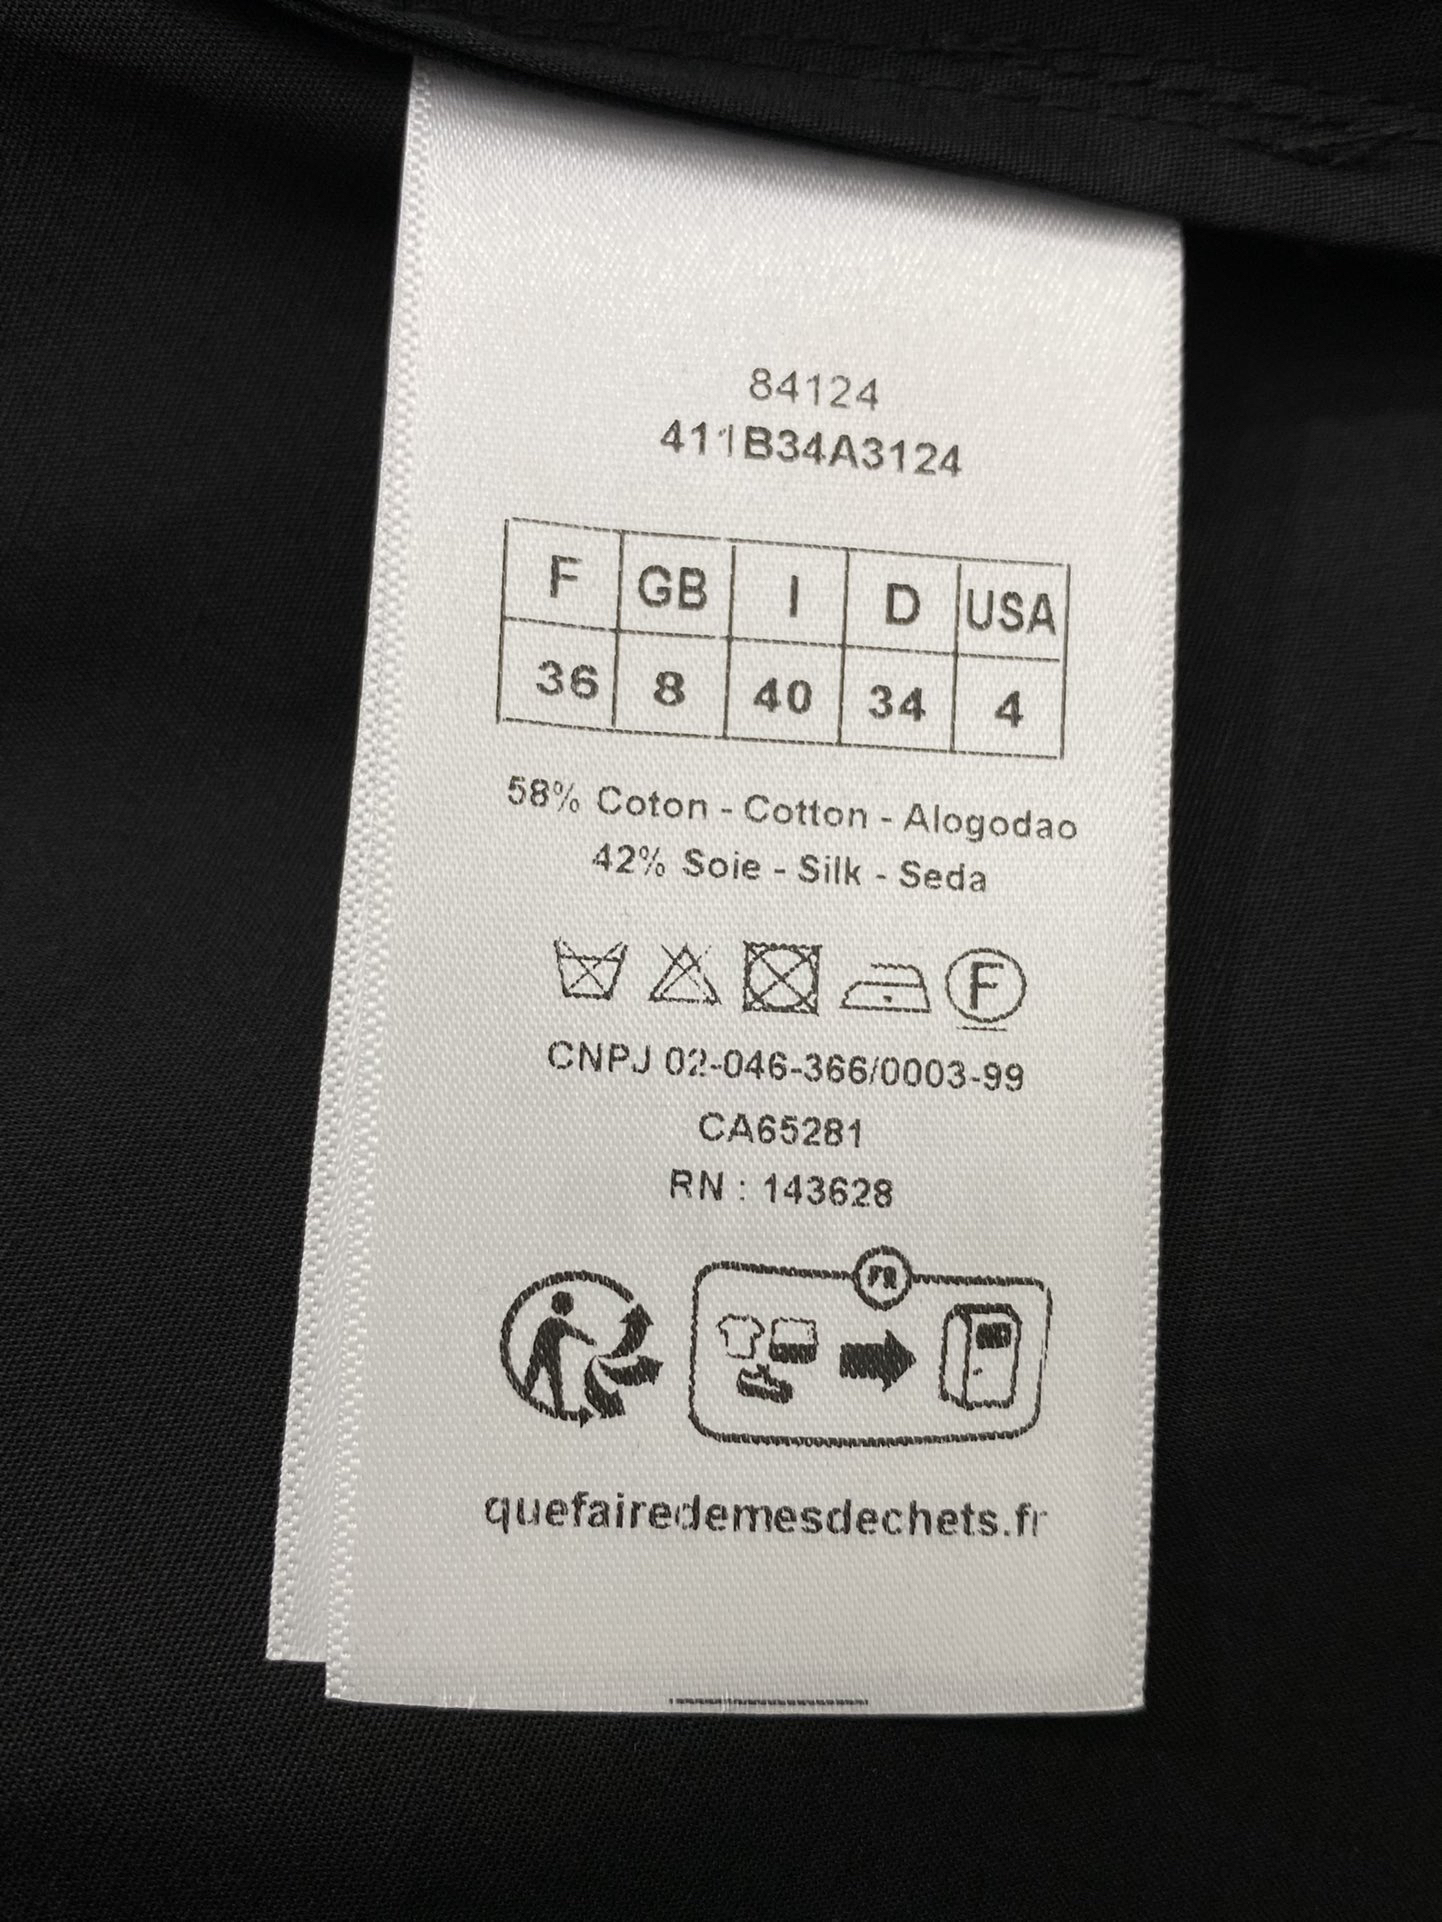 84124
411B34A3124
F GB I D USA
36 8 40 34 4
58% Coton - Cotton - Alogodao
42% Soie - Silk - Seda
F
CNPJ 02-046-366/0003-99
CA65281
RN : 143628
FR
quefairedemesdechets.fr